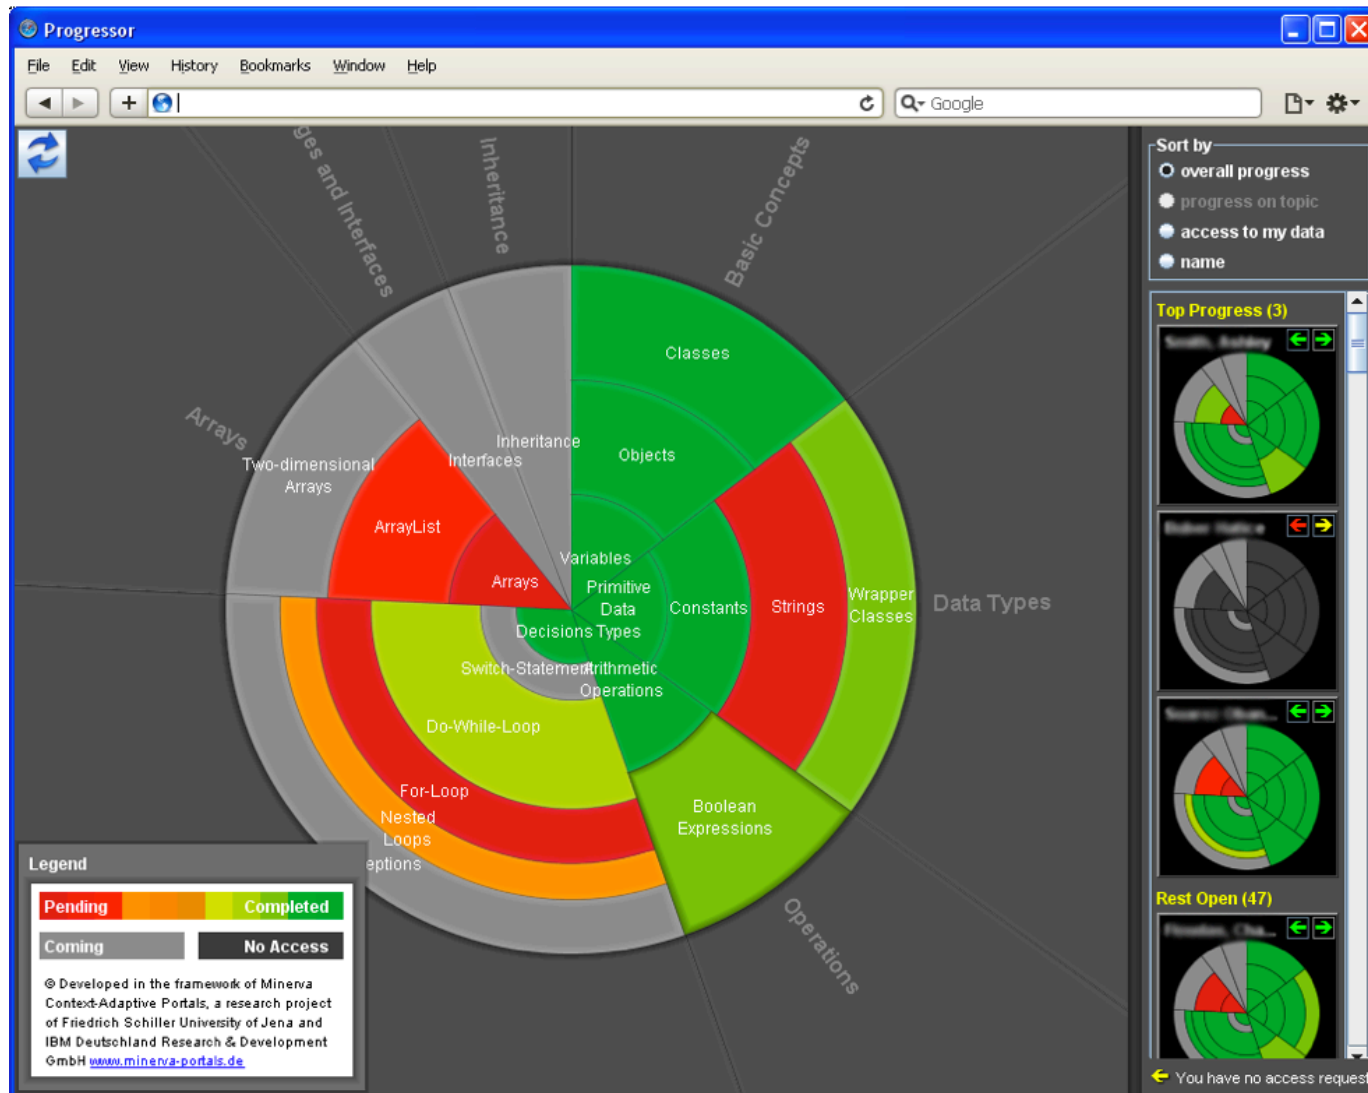 Progressor
File Edit View History Bookmarks Window Help
Google
Sort by
overall progress
progress on topic
access to my data
name
Top Progress (3)
Rest Open (47)
You have no access request
ges and Interfaces
Inheritance
Basic Concepts
Arrays
Data Types
Operations
Classes
Objects
Variables
Primitive
Data
Types
Constants
Strings
Wrapper
Classes
Arithmetic
Operations
Boolean
Expressions
Decisions
Switch-Statement
Do-While-Loop
For-Loop
Nested
Loops
eptions
Arrays
ArrayList
Two-dimensional
Arrays
Interfaces
Inheritance
Legend
Pending Completed
Coming No Access
© Developed in the framework of Minerva
Context-Adaptive Portals, a research project
of Friedrich Schiller University of Jena and
IBM Deutschland Research & Development
GmbH www.minerva-portals.de